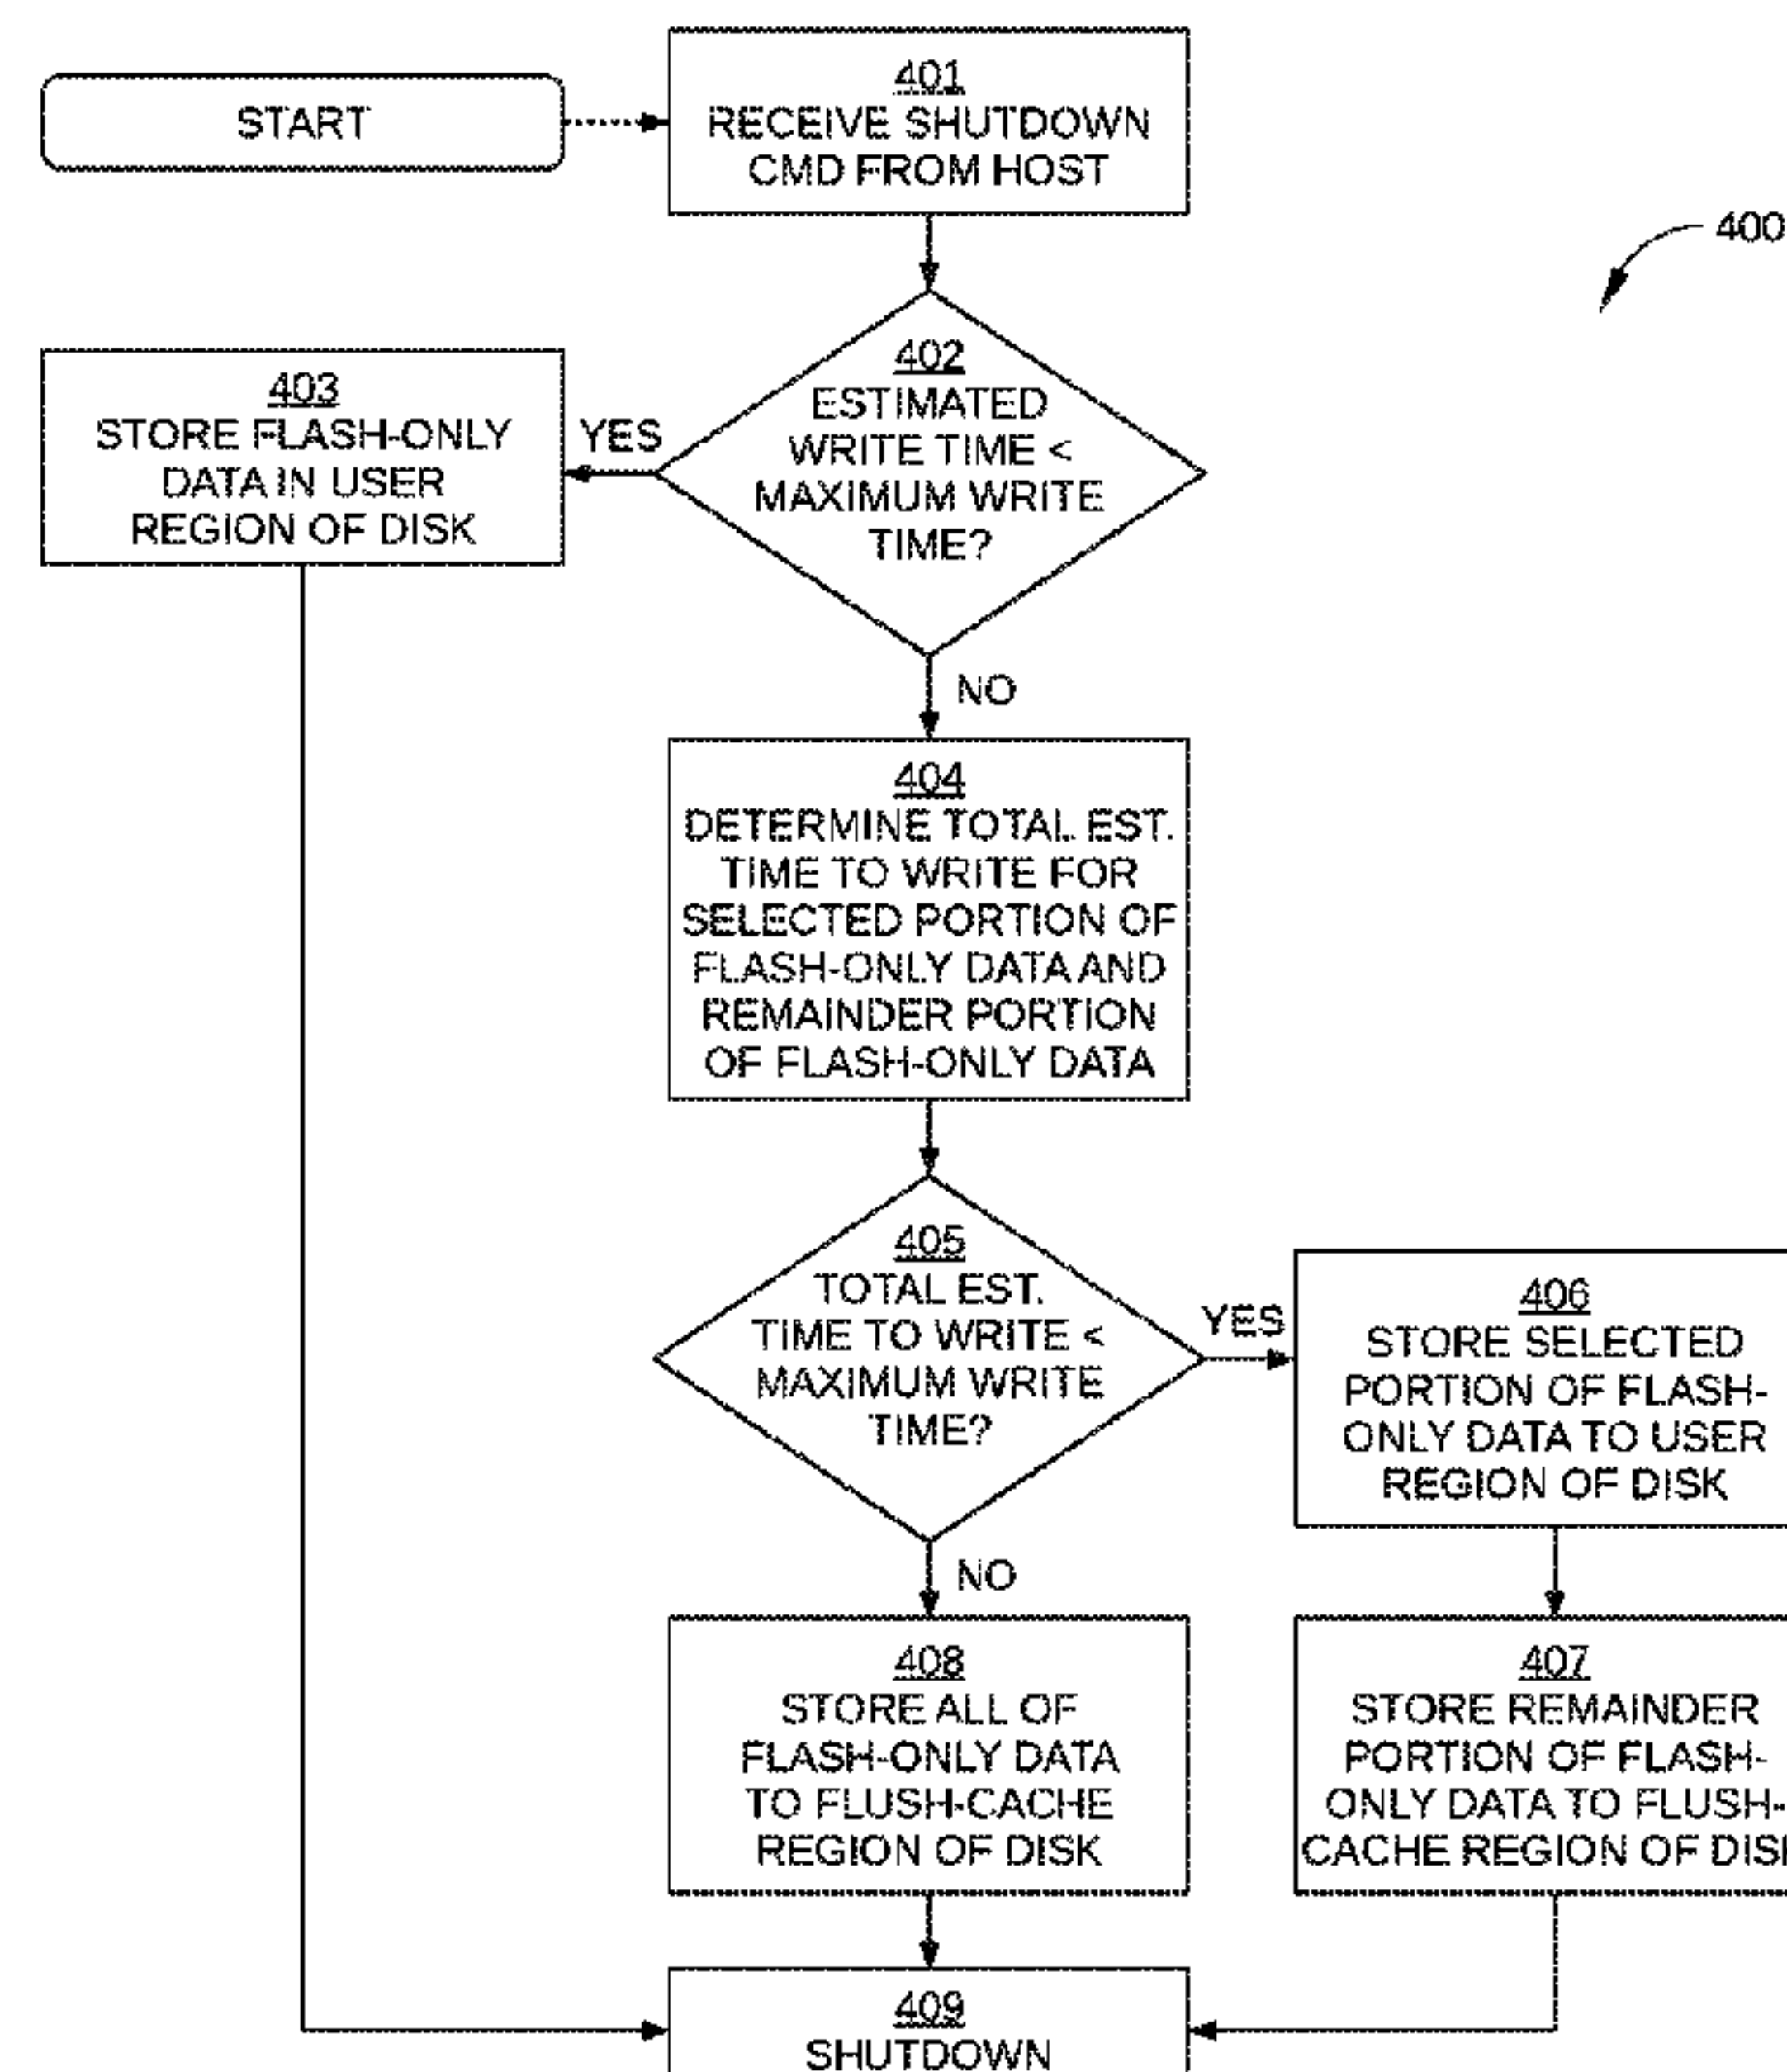 START
401
RECEIVE SHUTDOWN
CMD FROM HOST
400
402
ESTIMATED
WRITE TIME <
MAXIMUM WRITE
TIME?
YES
403
STORE FLASH-ONLY
DATA IN USER
REGION OF DISK
NO
404
DETERMINE TOTAL EST.
TIME TO WRITE FOR
SELECTED PORTION OF
FLASH-ONLY DATA AND
REMAINDER PORTION
OF FLASH-ONLY DATA
405
TOTAL EST.
TIME TO WRITE <
MAXIMUM WRITE
TIME?
YES
406
STORE SELECTED
PORTION OF FLASH-
ONLY DATA TO USER
REGION OF DISK
NO
408
STORE ALL OF
FLASH-ONLY DATA
TO FLUSH-CACHE
REGION OF DISK
407
STORE REMAINDER
PORTION OF FLASH-
ONLY DATA TO FLUSH-
CACHE REGION OF DISK
409
SHUTDOWN